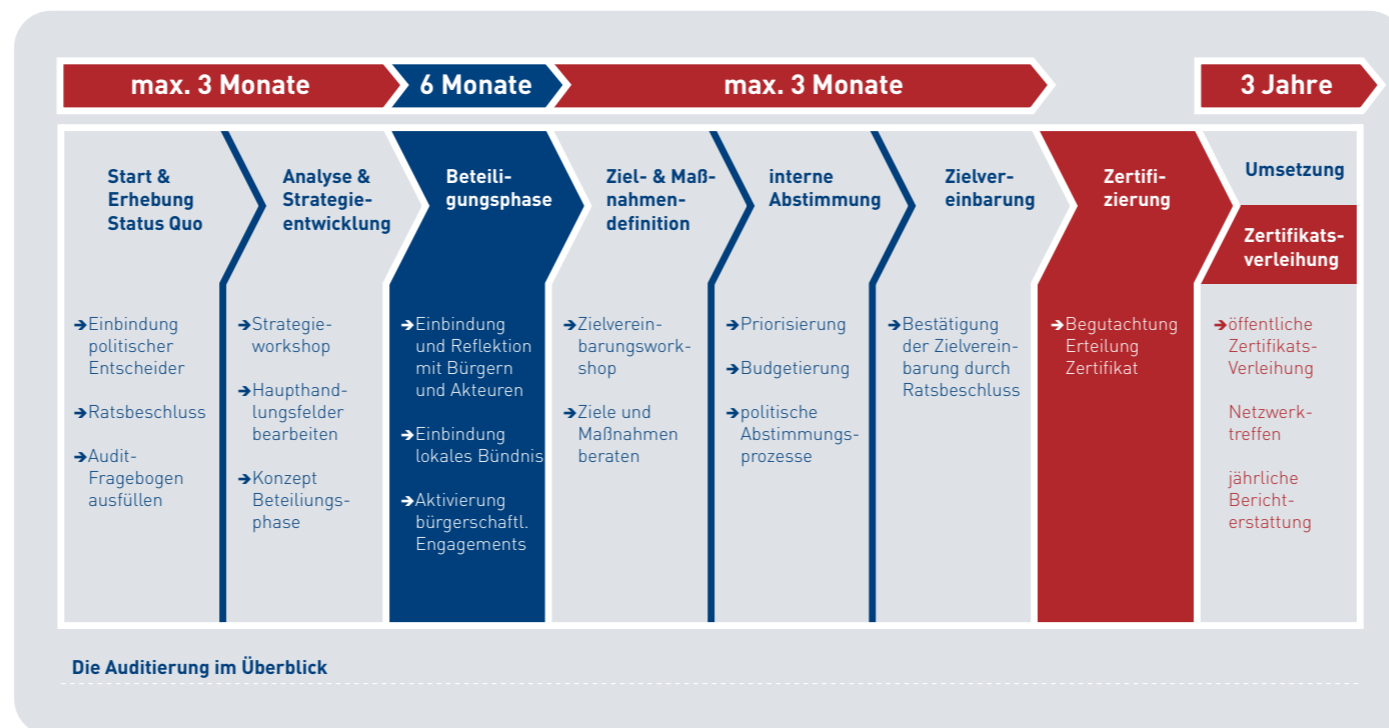 max. 3 Monate
6 Monate
max. 3 Monate
3 Jahre
Start &
Erhebung
Status Quo
➔Einbindung
politischer
Entscheider
➔Ratsbeschluss
➔Audit-
Fragebogen
ausfüllen
Analyse &
Strategie-
entwicklung
➔Strategie-
workshop
➔Haupthand-
lungsfelder
bearbeiten
➔Konzept
Beteiliungs-
phase
Beteili-
gungsphase
➔Einbindung
und Reflektion
mit Bürgern
und Akteuren
➔Einbindung
lokales Bündnis
➔Aktivierung
bürgerschaftl.
Engagements
Ziel- & Maß-
nahmen-
definition
➔Zielverein-
barungswork-
shop
➔Ziele und
Maßnahmen
beraten
interne
Abstimmung
➔Priorisierung
➔Budgetierung
➔politische
Abstimmungs-
prozesse
Zielver-
einbarung
➔Bestätigung
der Zielverein-
barung durch
Ratsbeschluss
Zertifi-
zierung
➔Begutachtung
Erteilung
Zertifikat
Umsetzung
Zertifikats-
verleihung
➔öffentliche
Zertifikats-
Verleihung
Netzwerk-
treffen
jährliche
Bericht-
erstattung
Die Auditierung im Überblick